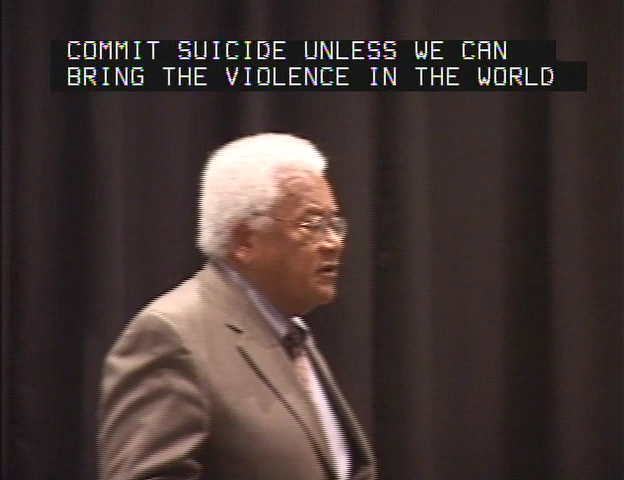 COMMIT SUICIDE UNLESS WE CAN
BRING THE VIOLENCE IN THE WORLD